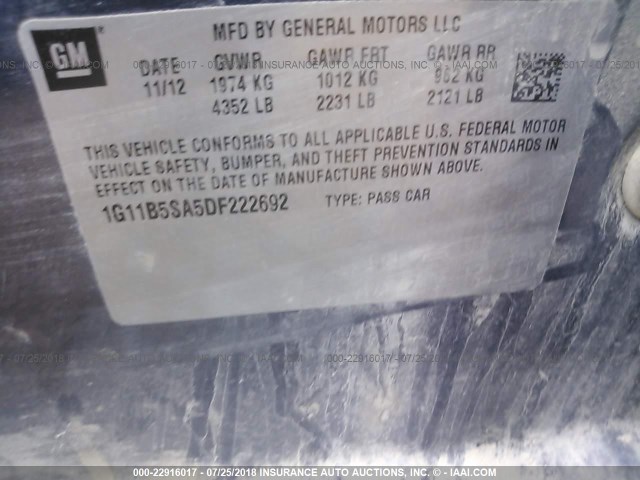 GM
MFD BY GENERAL MOTORS LLC
DATE GVWR GAWR FRT GAWR RR
11/12 1974 KG 1012 KG 962 KG
4352 LB 2231 LB 2121 LB
THIS VEHICLE CONFORMS TO ALL APPLICABLE U.S. FEDERAL MOTOR
VEHICLE SAFETY, BUMPER, AND THEFT PREVENTION STANDARDS IN
EFFECT ON THE DATE OF MANUFACTURE SHOWN ABOVE.
1G11B5SA5DF222692 TYPE: PASS CAR
000-22916017 - 07/25/2018 INSURANCE AUTO AUCTIONS, INC. - © - IAAI.COM